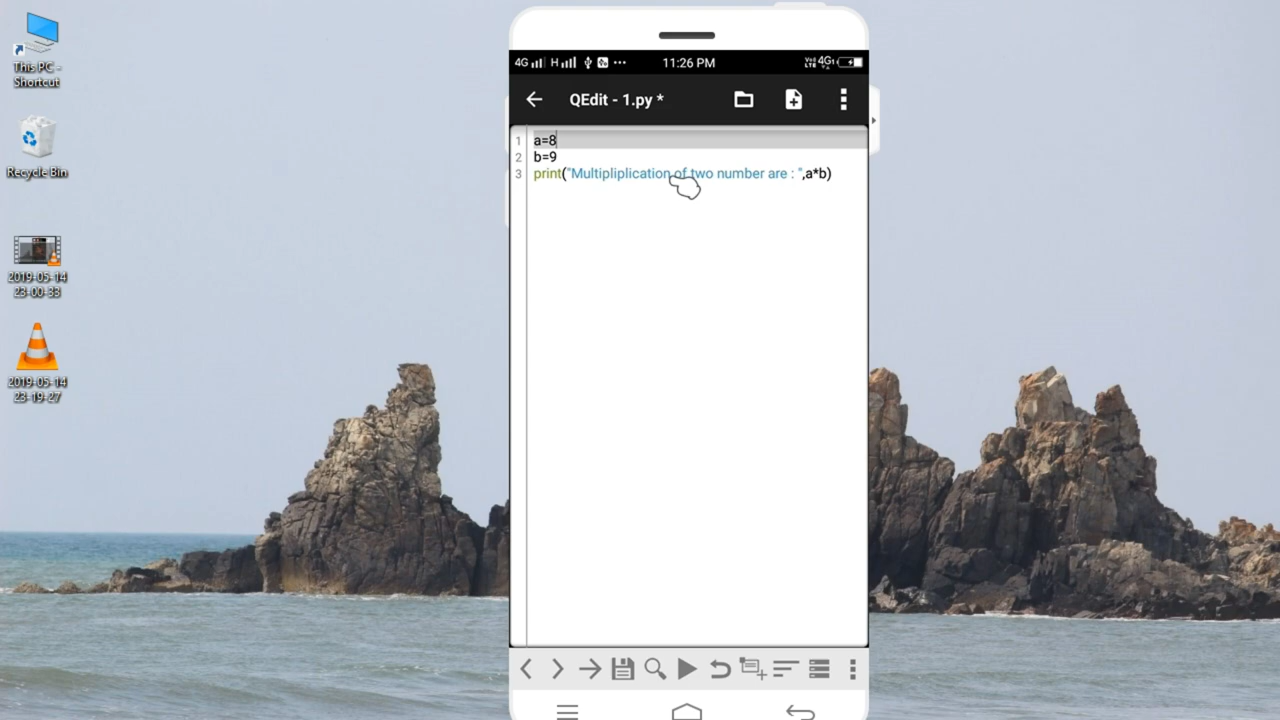 This PC -
Shortcut
Recycle Bin
2019-05-14
23-00-33
2019-05-14
23-19-27
4G H 11:26 PM 4G
QEdit - 1.py *
1 a=8
2 b=9
3 print("Multipliplication of two number are : ",a*b)